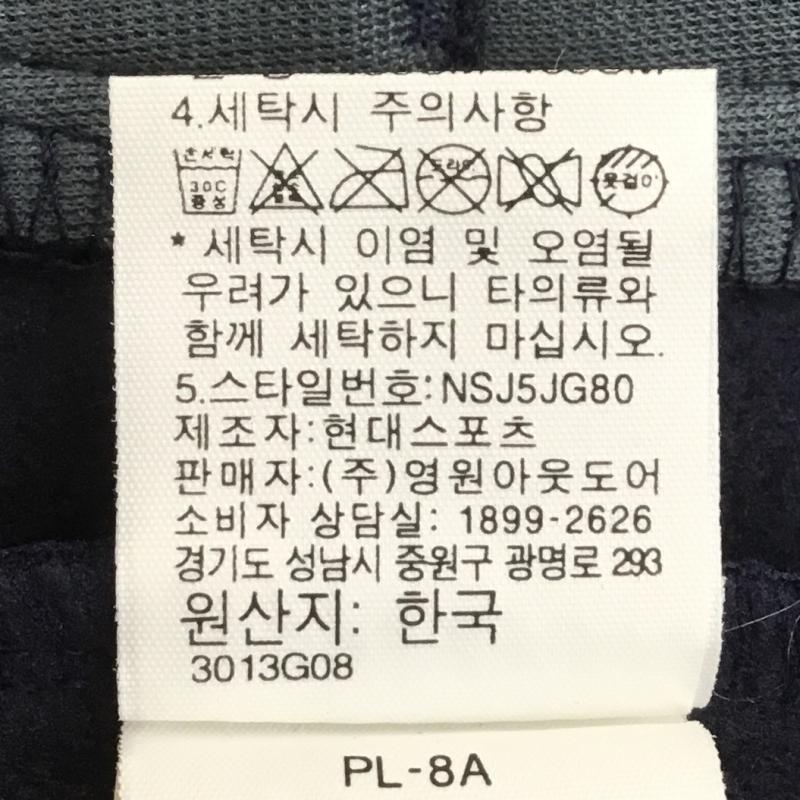 4.세탁시 주의사항
손세탁 30C 중성 드라이 옷걸이
* 세탁시 이염 및 오염될
우려가 있으니 타의류와
함께 세탁하지 마십시오.
5.스타일번호:NSJ5JG80
제조자:현대스포츠
판매자:(주)영원아웃도어
소비자 상담실: 1899-2626
경기도 성남시 중원구 광명로 293
원산지: 한국
3013G08
PL-8A